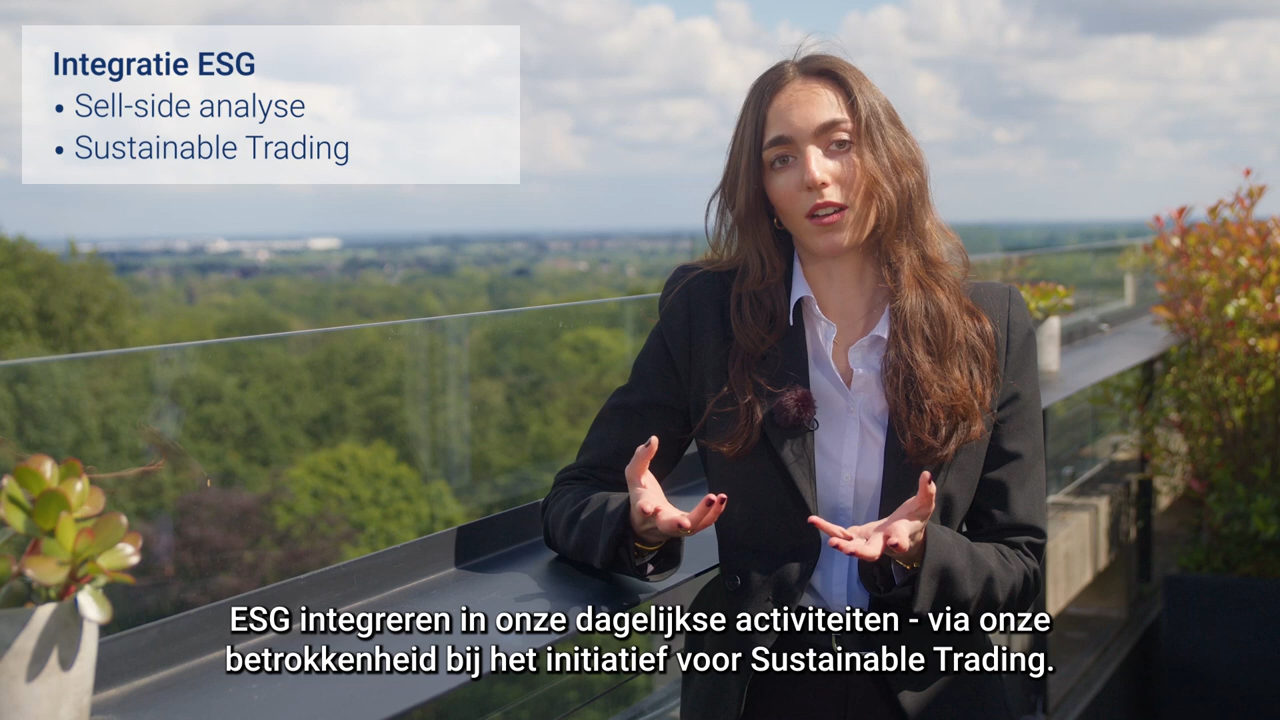 Integratie ESG
• Sell-side analyse
• Sustainable Trading
ESG integreren in onze dagelijkse activiteiten - via onze
betrokkenheid bij het initiatief voor Sustainable Trading.